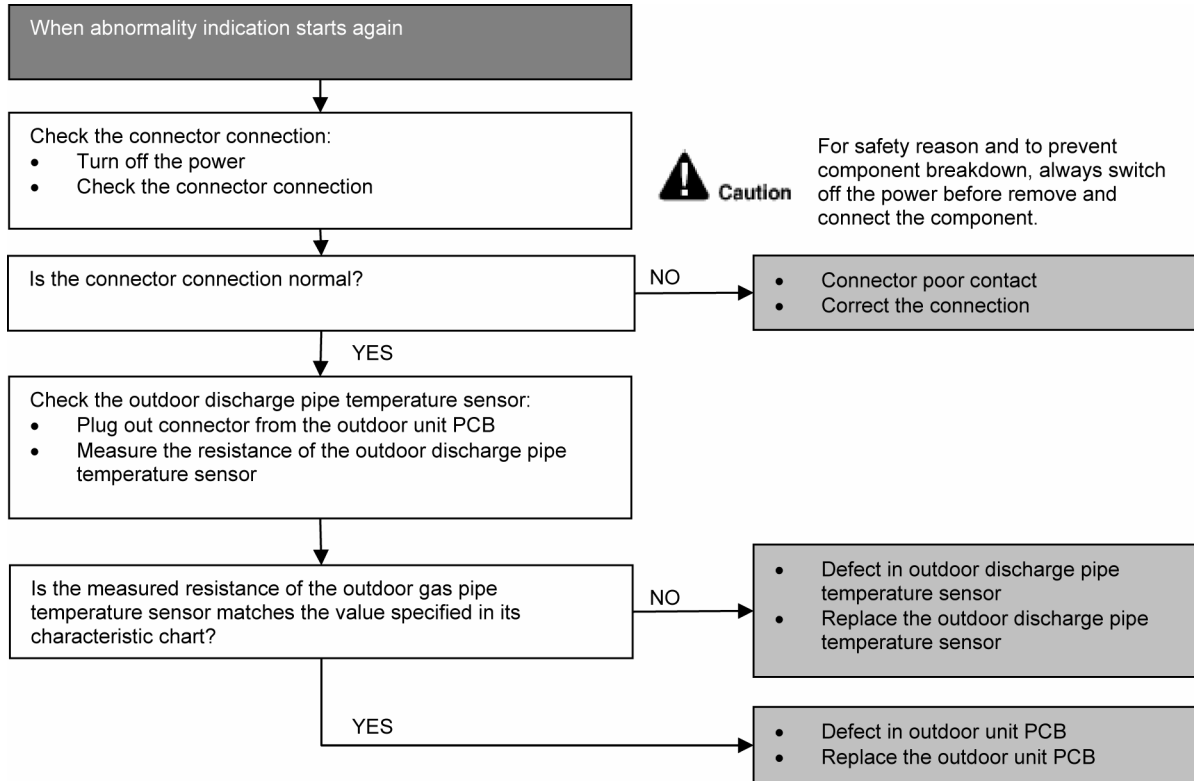 When abnormality indication starts again
Check the connector connection:
• Turn off the power
• Check the connector connection
Caution
For safety reason and to prevent
component breakdown, always switch
off the power before remove and
connect the component.
Is the connector connection normal?
NO
• Connector poor contact
• Correct the connection
YES
Check the outdoor discharge pipe temperature sensor:
• Plug out connector from the outdoor unit PCB
• Measure the resistance of the outdoor discharge pipe
temperature sensor
Is the measured resistance of the outdoor gas pipe
temperature sensor matches the value specified in its
characteristic chart?
NO
• Defect in outdoor discharge pipe
temperature sensor
• Replace the outdoor discharge pipe
temperature sensor
YES
• Defect in outdoor unit PCB
• Replace the outdoor unit PCB